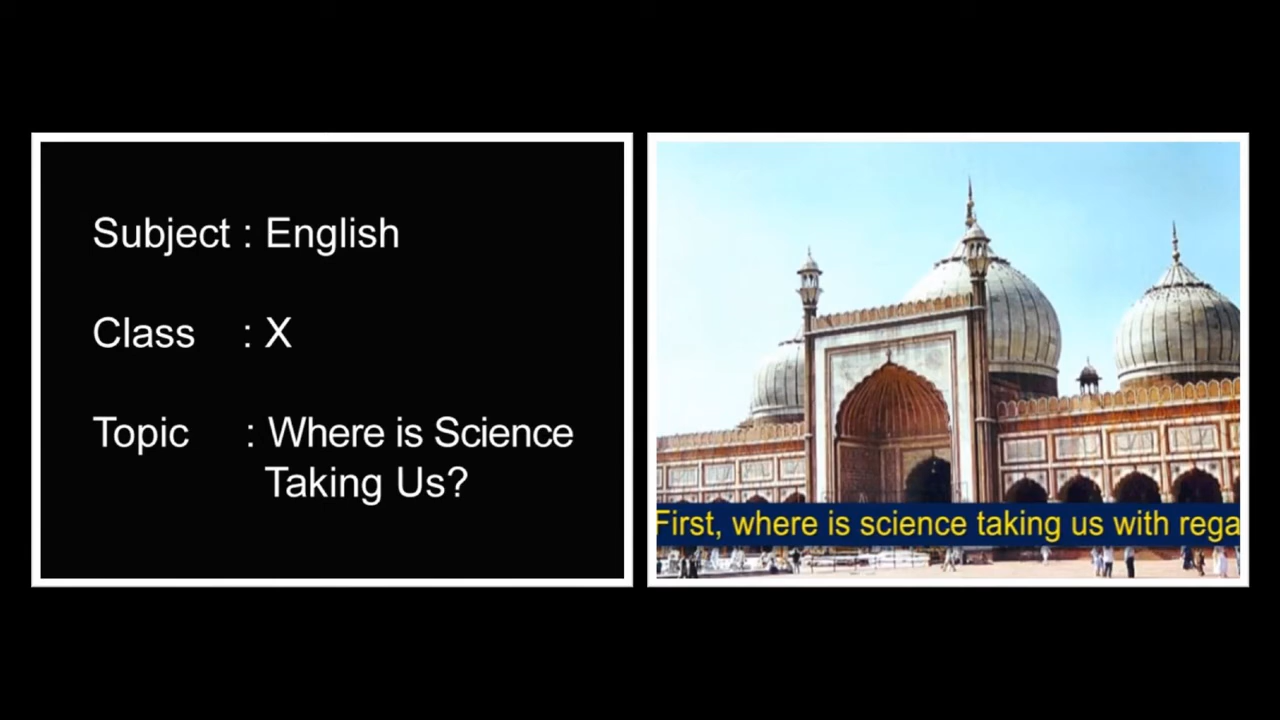 Subject : English
Class : X
Topic : Where is Science
Taking Us?
First, where is science taking us with rega